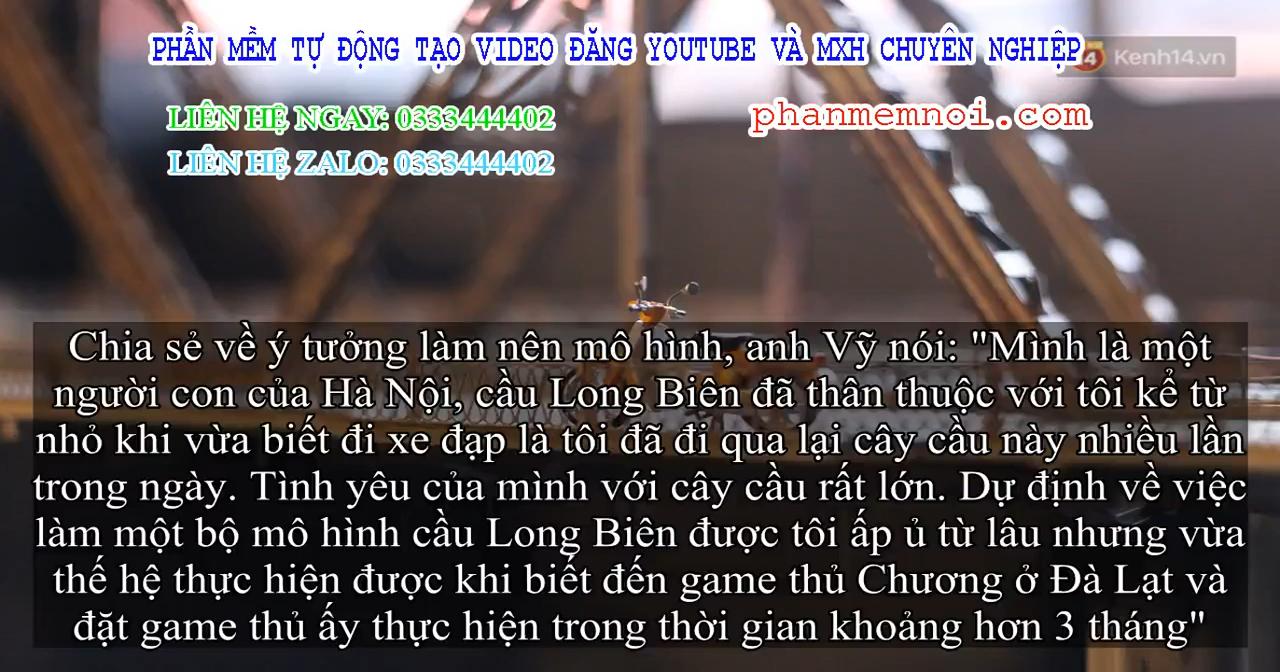 PHẦN MỀM TỰ ĐỘNG TẠO VIDEO ĐĂNG YOUTUBE VÀ MXH CHUYÊN NGHIỆP
Kenh14.vn
LIÊN HỆ NGAY: 0333444402
phanmemnoi.com
LIÊN HỆ ZALO: 0333444402
Chia sẻ về ý tưởng làm nên mô hình, anh Vỹ nói: "Mình là một
người con của Hà Nội, cầu Long Biên đã thân thuộc với tôi kể từ
nhỏ khi vừa biết đi xe đạp là tôi đã đi qua lại cây cầu này nhiều lần
trong ngày. Tình yêu của mình với cây cầu rất lớn. Dự định về việc
làm một bộ mô hình cầu Long Biên được tôi ấp ủ từ lâu nhưng vừa
thế hệ thực hiện được khi biết đến game thủ Chương ở Đà Lạt và
đặt game thủ ấy thực hiện trong thời gian khoảng hơn 3 tháng"